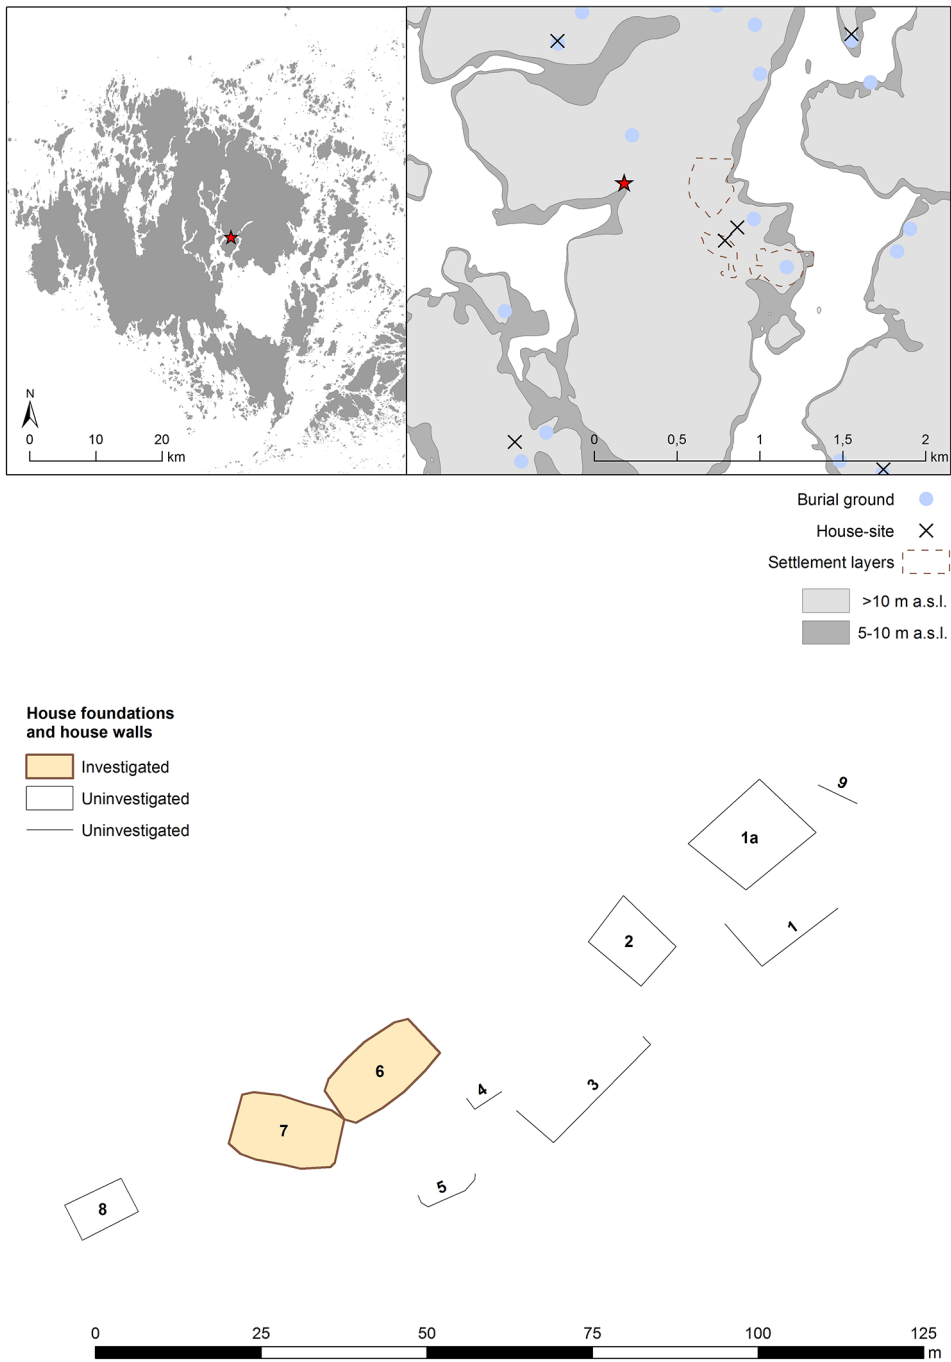 N
0 10 20
km
0 0,5 1 1,5 2
km
Burial ground
House-site
Settlement layers
>10 m a.s.l.
5-10 m a.s.l.
House foundations
and house walls
Investigated
Uninvestigated
Uninvestigated
9
1a
1
2
6
4
3
7
5
8
0 25 50 75 100 125
m